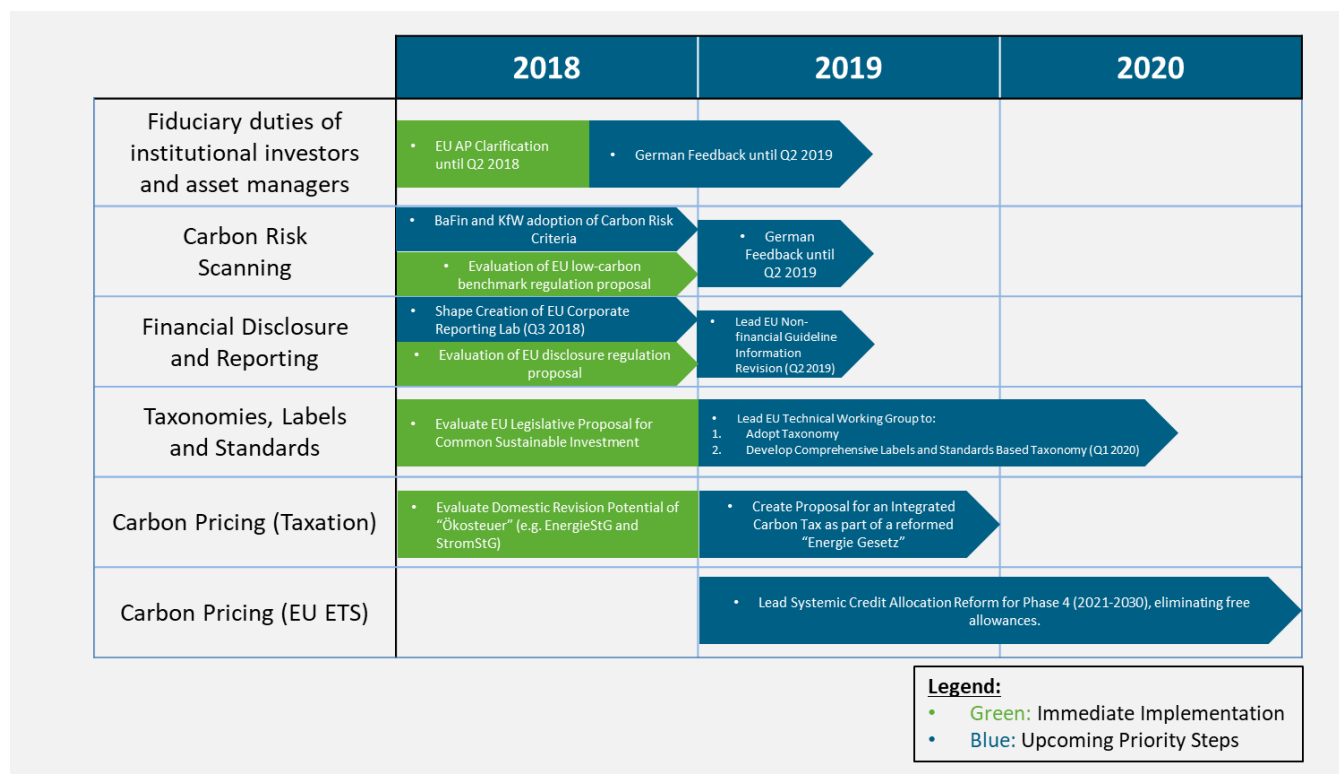 2018
2019
2020
Fiduciary duties of
institutional investors
and asset managers
• EU AP Clarification
until Q2 2018
• German Feedback until Q2 2019
Carbon Risk
Scanning
• BaFin and KfW adoption of Carbon Risk
Criteria
• Evaluation of EU low-carbon
benchmark regulation proposal
• German
Feedback until
Q2 2019
Financial Disclosure
and Reporting
• Shape Creation of EU Corporate
Reporting Lab (Q3 2018)
• Evaluation of EU disclosure regulation
proposal
• Lead EU Non-
financial Guideline
Information
Revision (Q2 2019)
Taxonomies, Labels
and Standards
• Evaluate EU Legislative Proposal for
Common Sustainable Investment
• Lead EU Technical Working Group to:
1. Adopt Taxonomy
2. Develop Comprehensive Labels and Standards Based Taxonomy (Q1 2020)
Carbon Pricing (Taxation)
• Evaluate Domestic Revision Potential of
“Ökosteuer” (e.g. EnergieStG and
StromStG)
• Create Proposal for an Integrated
Carbon Tax as part of a reformed
“Energie Gesetz”
Carbon Pricing (EU ETS)
• Lead Systemic Credit Allocation Reform for Phase 4 (2021-2030), eliminating free
allowances.
Legend:
• Green: Immediate Implementation
• Blue: Upcoming Priority Steps